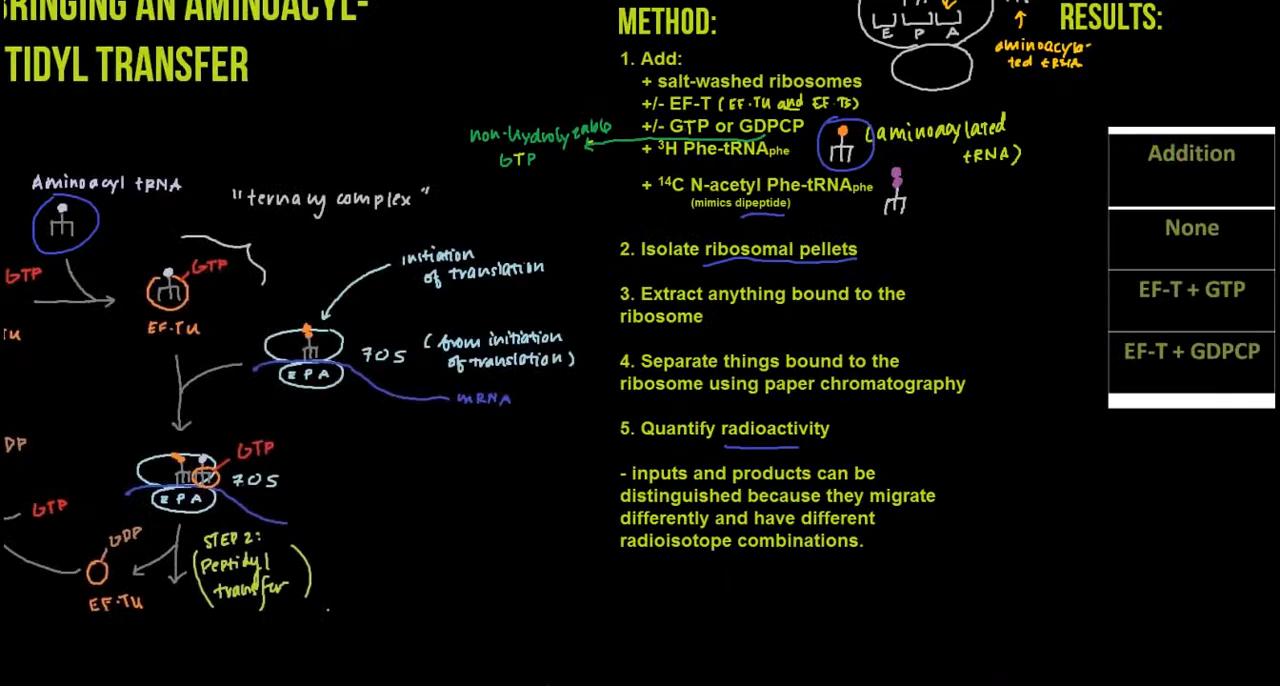 BRINGING AN AMINOACYL-
TIDYL TRANSFER
Aminoacyl tRNA
"ternary complex"
GTP
GTP
EF-TU
TU
initiation
of translation
70S
(from initiation
of translation)
E P A
mRNA
DP
GTP
70S
E P A
GTP
GDP
EF-TU
STEP 2:
(Peptidyl
transfer)
METHOD:
1. Add:
+ salt-washed ribosomes
+/- EF-T (EF-TU and EF-TS)
+/- GTP or GDPCP
+ ³H Phe-tRNAphe
+ ¹⁴C N-acetyl Phe-tRNAphe
(mimics dipeptide)
non-hydrolyzable
GTP
(aminoacylated
tRNA)
2. Isolate ribosomal pellets
3. Extract anything bound to the
ribosome
4. Separate things bound to the
ribosome using paper chromatography
5. Quantify radioactivity
- inputs and products can be
distinguished because they migrate
differently and have different
radioisotope combinations.
E P A
aminoacyla-
ted tRNA
RESULTS:
Addition
None
EF-T + GTP
EF-T + GDPCP